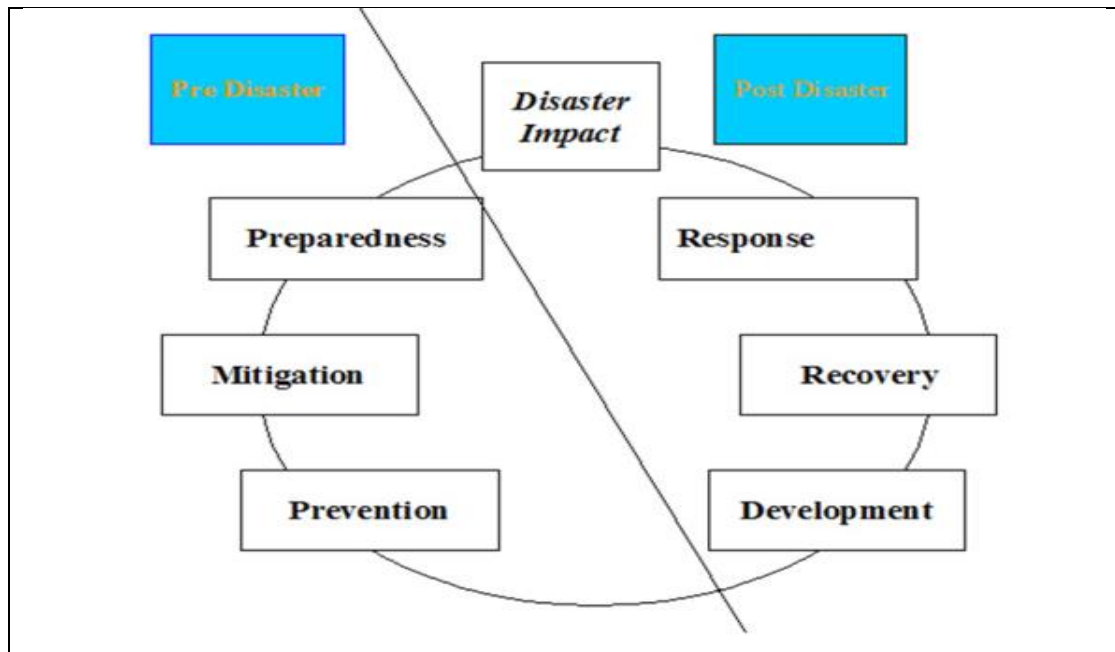 Pre Disaster
Post Disaster
Disaster
Impact
Preparedness
Response
Mitigation
Recovery
Prevention
Development